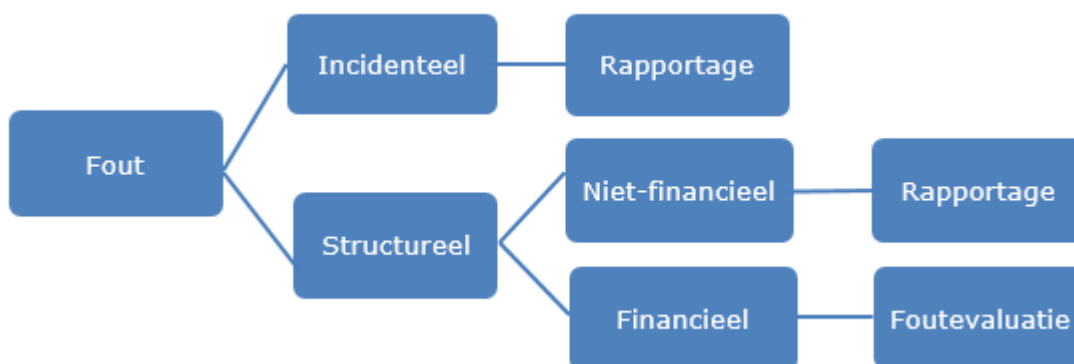 Fout
Incidenteel
Rapportage
Structureel
Niet-financieel
Rapportage
Financieel
Foutevaluatie